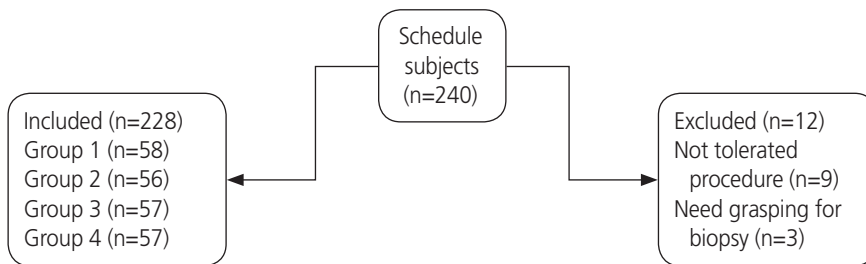 Schedule
subjects
(n=240)
Included (n=228)
Group 1 (n=58)
Group 2 (n=56)
Group 3 (n=57)
Group 4 (n=57)
Excluded (n=12)
Not tolerated
procedure (n=9)
Need grasping for
biopsy (n=3)